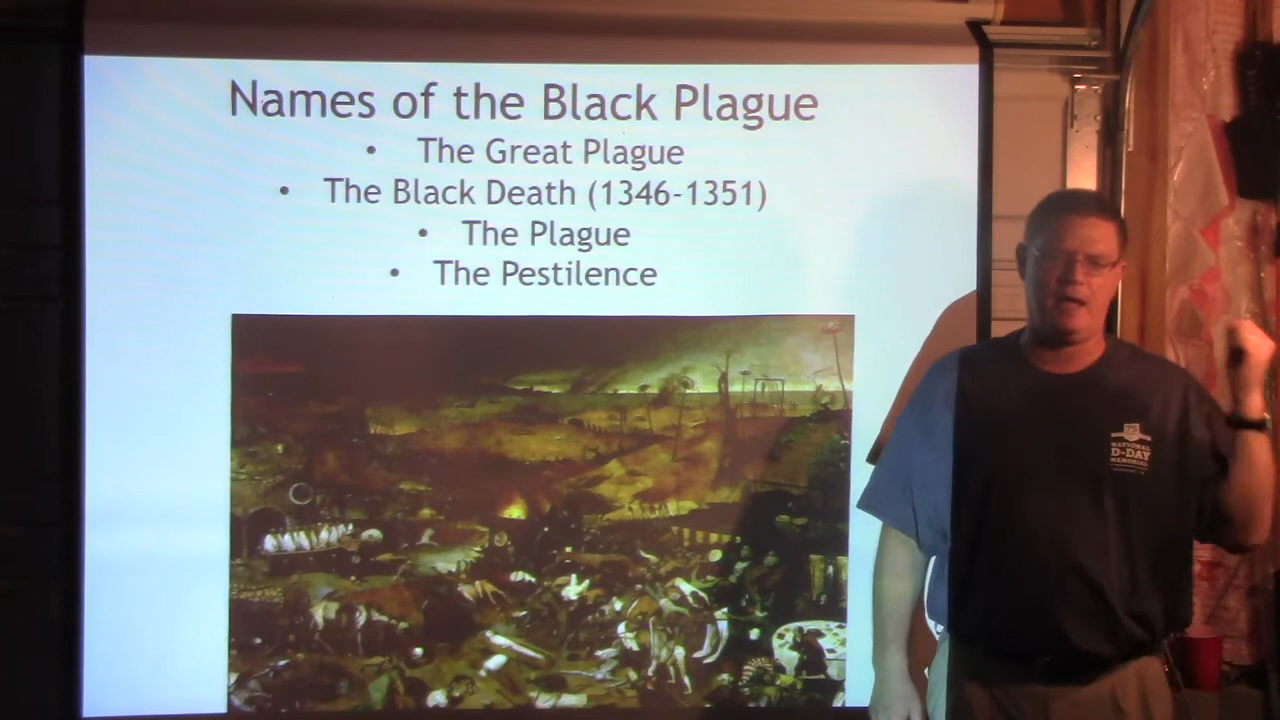 Names of the Black Plague
• The Great Plague
• The Black Death (1346-1351)
• The Plague
• The Pestilence
75
NATIONAL
D-DAY
MEMORIAL